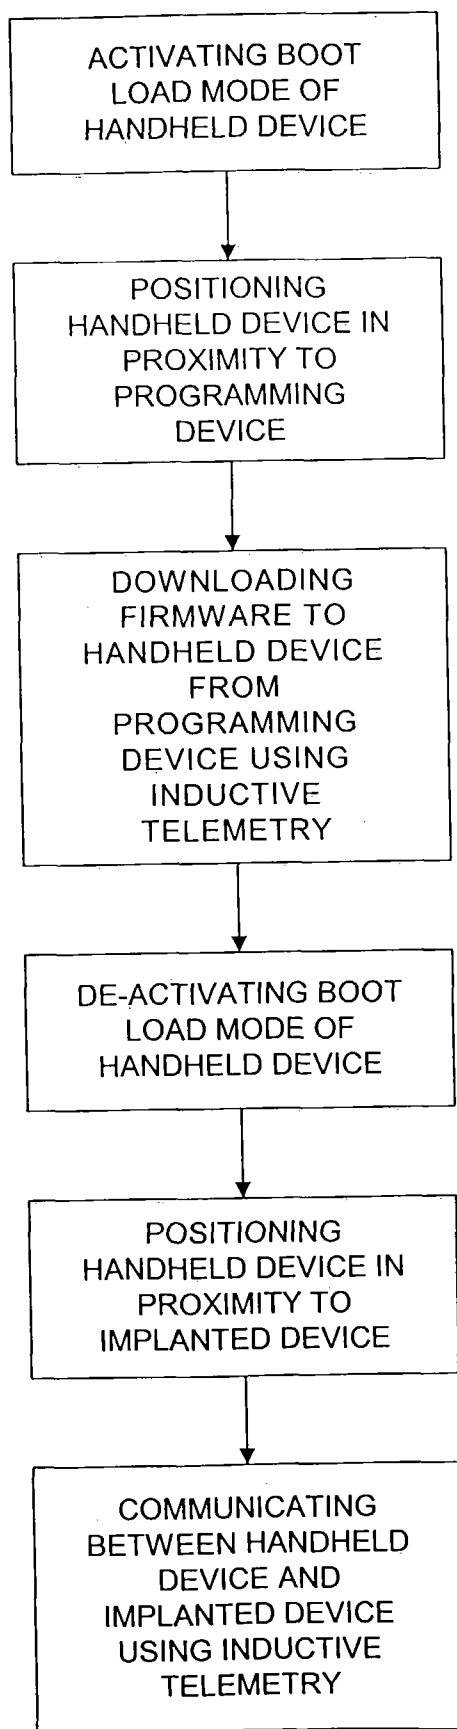 ACTIVATING BOOT
LOAD MODE OF
HANDHELD DEVICE
POSITIONING
HANDHELD DEVICE IN
PROXIMITY TO
PROGRAMMING
DEVICE
DOWNLOADING
FIRMWARE TO
HANDHELD DEVICE
FROM
PROGRAMMING
DEVICE USING
INDUCTIVE
TELEMETRY
DE-ACTIVATING BOOT
LOAD MODE OF
HANDHELD DEVICE
POSITIONING
HANDHELD DEVICE IN
PROXIMITY TO
IMPLANTED DEVICE
COMMUNICATING
BETWEEN HANDHELD
DEVICE AND
IMPLANTED DEVICE
USING INDUCTIVE
TELEMETRY